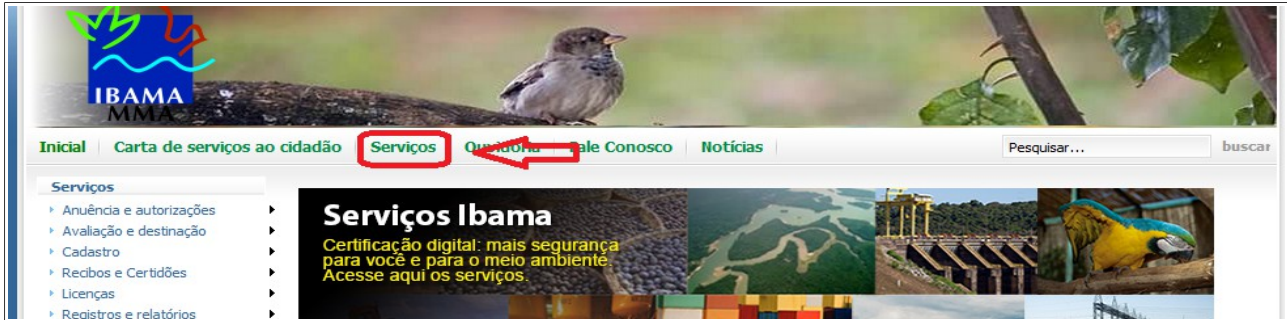 IBAMA
MMA
Inicial Carta de serviços ao cidadão Serviços Ouvidoria Fale Conosco Notícias Pesquisar... buscar
Serviços
Anuência e autorizações
Avaliação e destinação
Cadastro
Recibos e Certidões
Licenças
Registros e relatórios
Serviços Ibama
Certificação digital: mais segurança
para você e para o meio ambiente.
Acesse aqui os serviços.